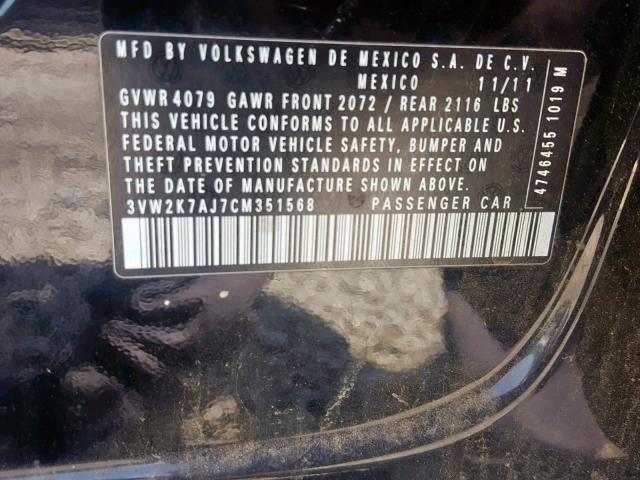 MFD BY VOLKSWAGEN DE MEXICO S.A. DE C.V.
MEXICO 11/11
GVWR 4079 GAWR FRONT 2072 / REAR 2116 LBS
THIS VEHICLE CONFORMS TO ALL APPLICABLE U.S.
FEDERAL MOTOR VEHICLE SAFETY, BUMPER AND
THEFT PREVENTION STANDARDS IN EFFECT ON
THE DATE OF MANUFACTURE SHOWN ABOVE.
3VW2K7AJ7CM351568 PASSENGER CAR
4746455 1019 M